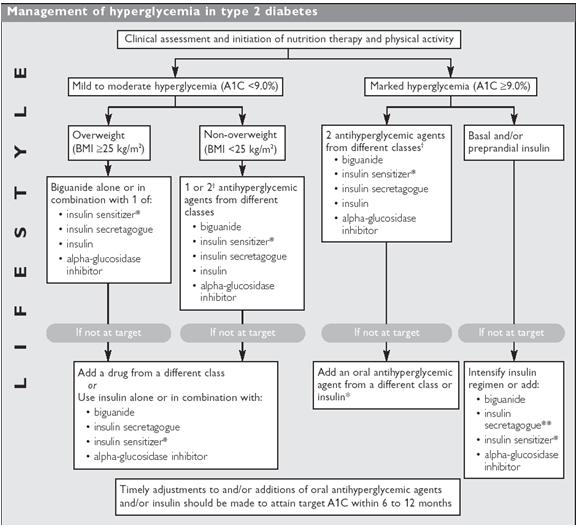 Management of hyperglycemia in type 2 diabetes
Clinical assessment and initiation of nutrition therapy and physical activity
LIFESTYLE
Mild to moderate hyperglycemia (A1C <9.0%)
Marked hyperglycemia (A1C ≥9.0%)
Overweight
(BMI ≥25 kg/m²)
Non-overweight
(BMI <25 kg/m²)
2 antihyperglycemic agents
from different classes†
• biguanide
• insulin sensitizer*
• insulin secretagogue
• insulin
• alpha-glucosidase
inhibitor
Basal and/or
preprandial insulin
Biguanide alone or in
combination with 1 of:
• insulin sensitizer*
• insulin secretagogue
• insulin
• alpha-glucosidase
inhibitor
1 or 2† antihyperglycemic
agents from different
classes
• biguanide
• insulin sensitizer*
• insulin secretagogue
• insulin
• alpha-glucosidase
inhibitor
If not at target
If not at target
If not at target
If not at target
Add a drug from a different class
or
Use insulin alone or in combination with:
• biguanide
• insulin secretagogue
• insulin sensitizer*
• alpha-glucosidase inhibitor
Add an oral antihyperglycemic
agent from a different class or
insulin*
Intensify insulin
regimen or add:
• biguanide
• insulin
secretagogue**
• insulin sensitizer*
• alpha-glucosidase
inhibitor
Timely adjustments to and/or additions of oral antihyperglycemic agents
and/or insulin should be made to attain target A1C within 6 to 12 months